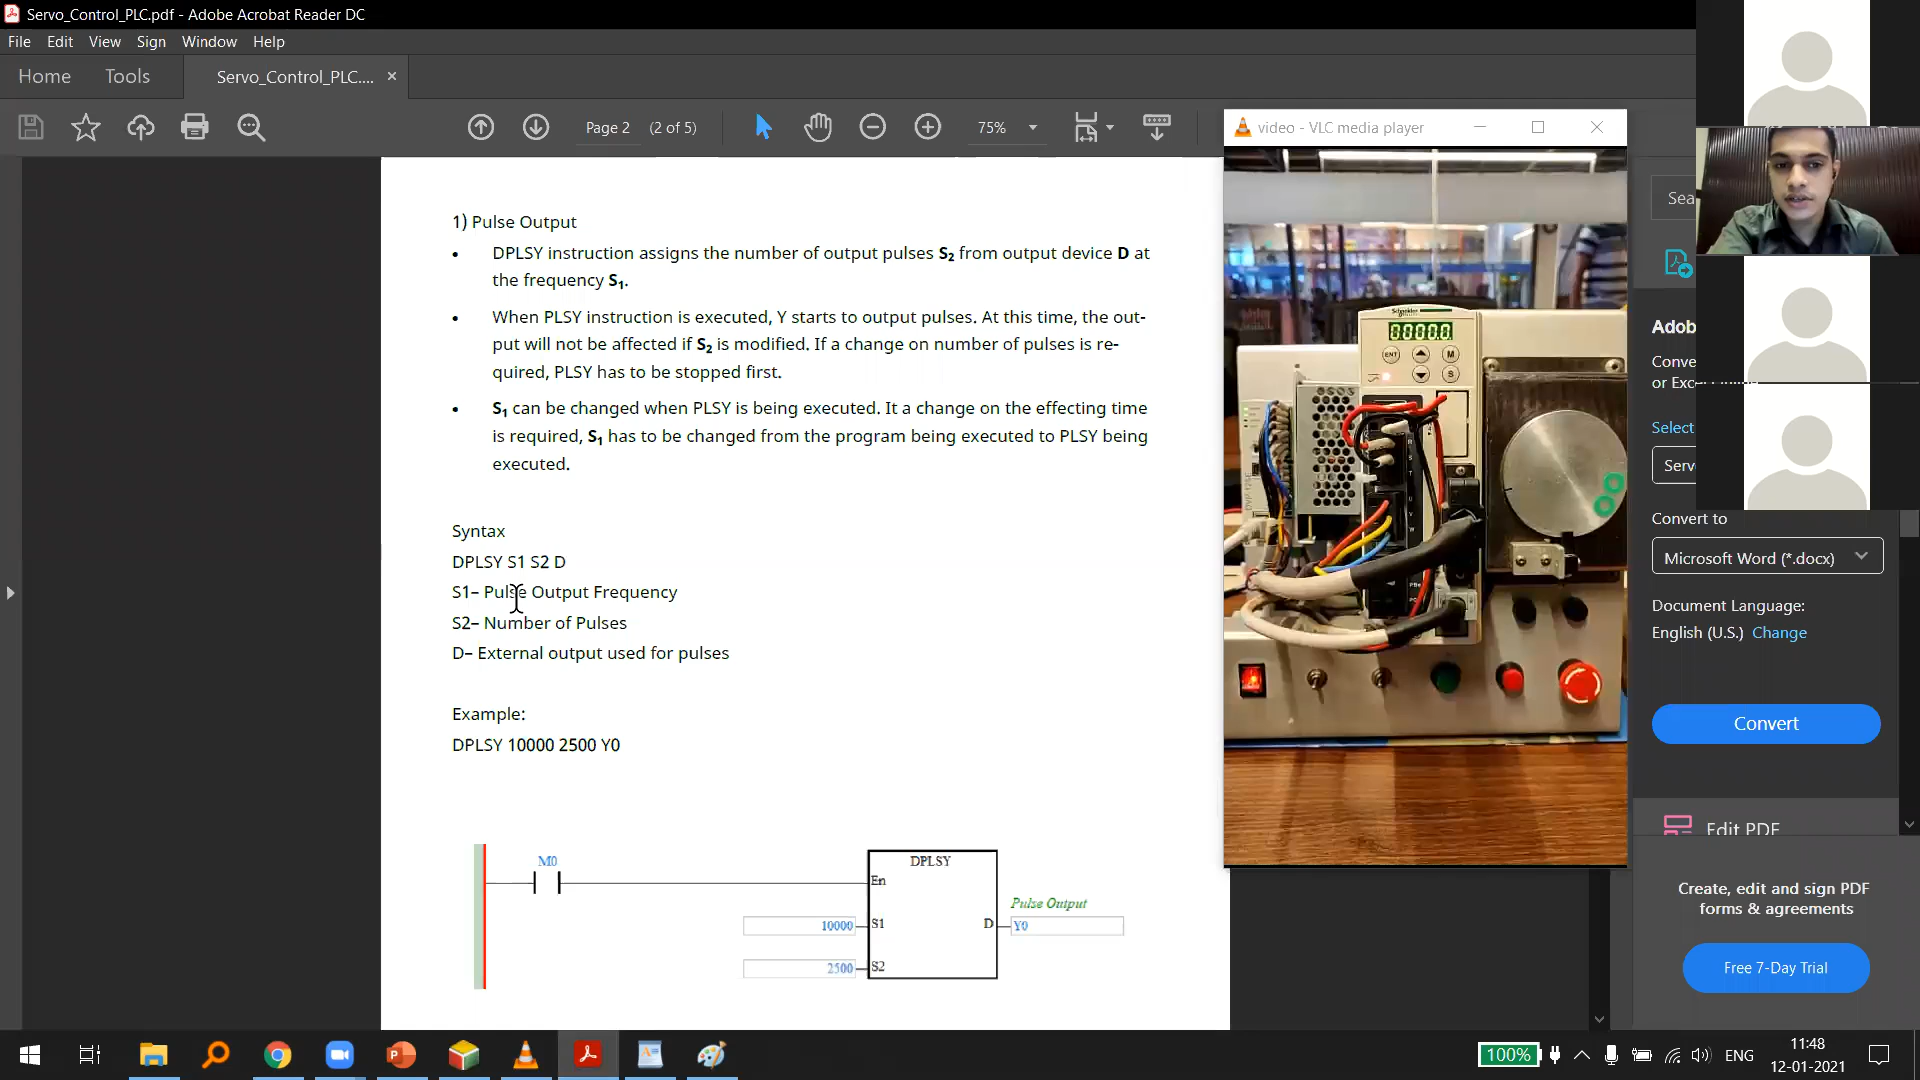 Servo_Control_PLC.pdf - Adobe Acrobat Reader DC
File Edit View Sign Window Help
Home Tools Servo_Control_PLC.... ×
Page 2 (2 of 5) 75%
video - VLC media player
1) Pulse Output
• DPLSY instruction assigns the number of output pulses S2 from output device D at
the frequency S1.
• When PLSY instruction is executed, Y starts to output pulses. At this time, the out-
put will not be affected if S2 is modified. If a change on number of pulses is re-
quired, PLSY has to be stopped first.
• S1 can be changed when PLSY is being executed. It a change on the effecting time
is required, S1 has to be changed from the program being executed to PLSY being
executed.
Syntax
DPLSY S1 S2 D
S1– Pulse Output Frequency
S2– Number of Pulses
D– External output used for pulses
Example:
DPLSY 10000 2500 Y0
M0
DPLSY
En
Pulse Output
10000 S1 D Y0
2500 S2
Schneider
00000
ENT M
S
Sea
Adob
Conve
or Exc
Select
Serv
Convert to
Microsoft Word (*.docx)
Document Language:
English (U.S.) Change
Convert
Edit PDF
Create, edit and sign PDF
forms & agreements
Free 7-Day Trial
100% ENG
11:48
12-01-2021